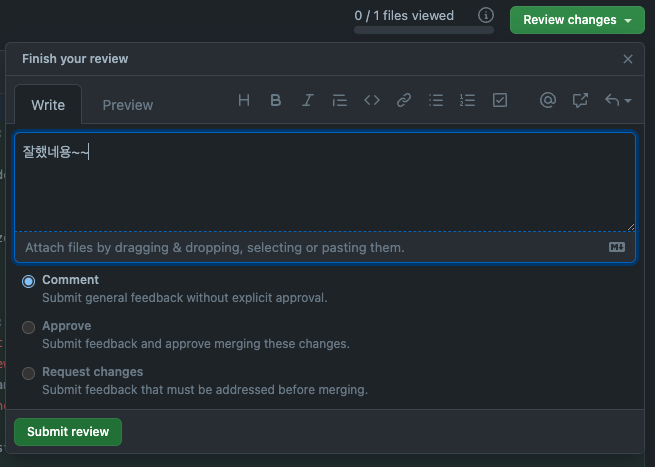 0 / 1 files viewed
Review changes
Finish your review
Write
Preview
잘했네용~~
Attach files by dragging & dropping, selecting or pasting them.
Comment
Submit general feedback without explicit approval.
Approve
Submit feedback and approve merging these changes.
Request changes
Submit feedback that must be addressed before merging.
Submit review